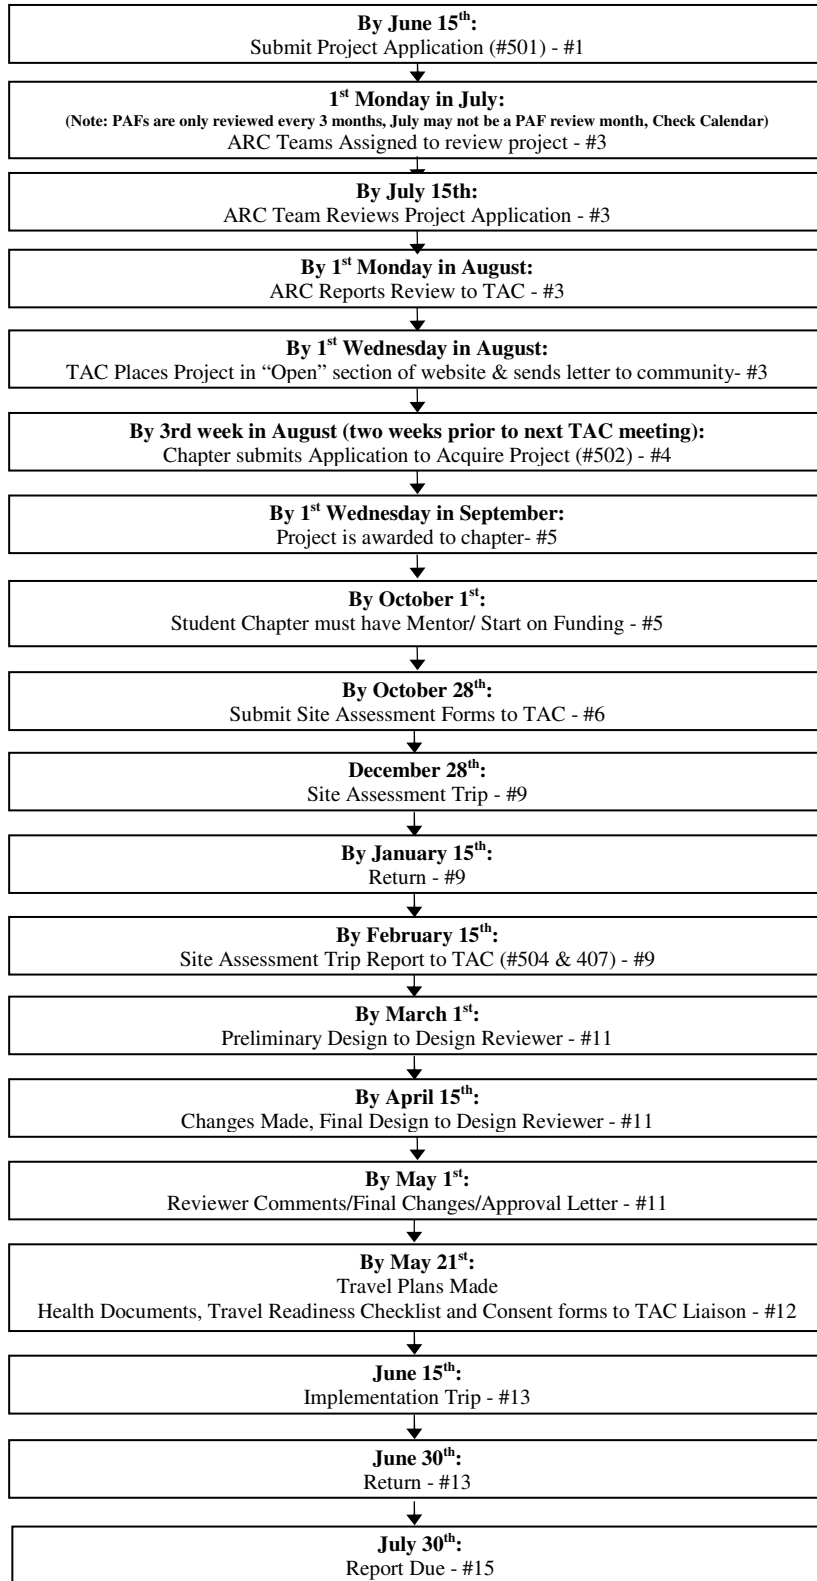 By June 15th:
Submit Project Application (#501) - #1
1st Monday in July:
(Note: PAFs are only reviewed every 3 months, July may not be a PAF review month, Check Calendar)
ARC Teams Assigned to review project - #3
By July 15th:
ARC Team Reviews Project Application - #3
By 1st Monday in August:
ARC Reports Review to TAC - #3
By 1st Wednesday in August:
TAC Places Project in “Open” section of website & sends letter to community- #3
By 3rd week in August (two weeks prior to next TAC meeting):
Chapter submits Application to Acquire Project (#502) - #4
By 1st Wednesday in September:
Project is awarded to chapter- #5
By October 1st:
Student Chapter must have Mentor/ Start on Funding - #5
By October 28th:
Submit Site Assessment Forms to TAC - #6
December 28th:
Site Assessment Trip - #9
By January 15th:
Return - #9
By February 15th:
Site Assessment Trip Report to TAC (#504 & 407) - #9
By March 1st:
Preliminary Design to Design Reviewer - #11
By April 15th:
Changes Made, Final Design to Design Reviewer - #11
By May 1st:
Reviewer Comments/Final Changes/Approval Letter - #11
By May 21st:
Travel Plans Made
Health Documents, Travel Readiness Checklist and Consent forms to TAC Liaison - #12
June 15th:
Implementation Trip - #13
June 30th:
Return - #13
July 30th:
Report Due - #15